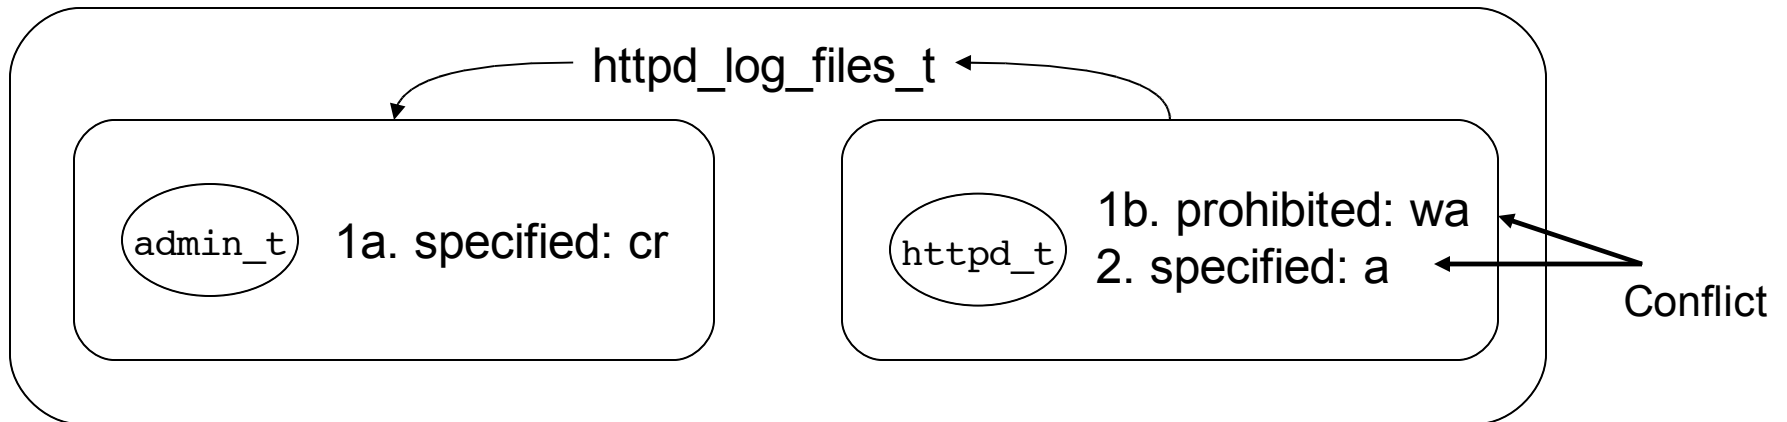 httpd_log_files_t
admin_t
1a. specified: cr
httpd_t
1b. prohibited: wa
2. specified: a
Conflict